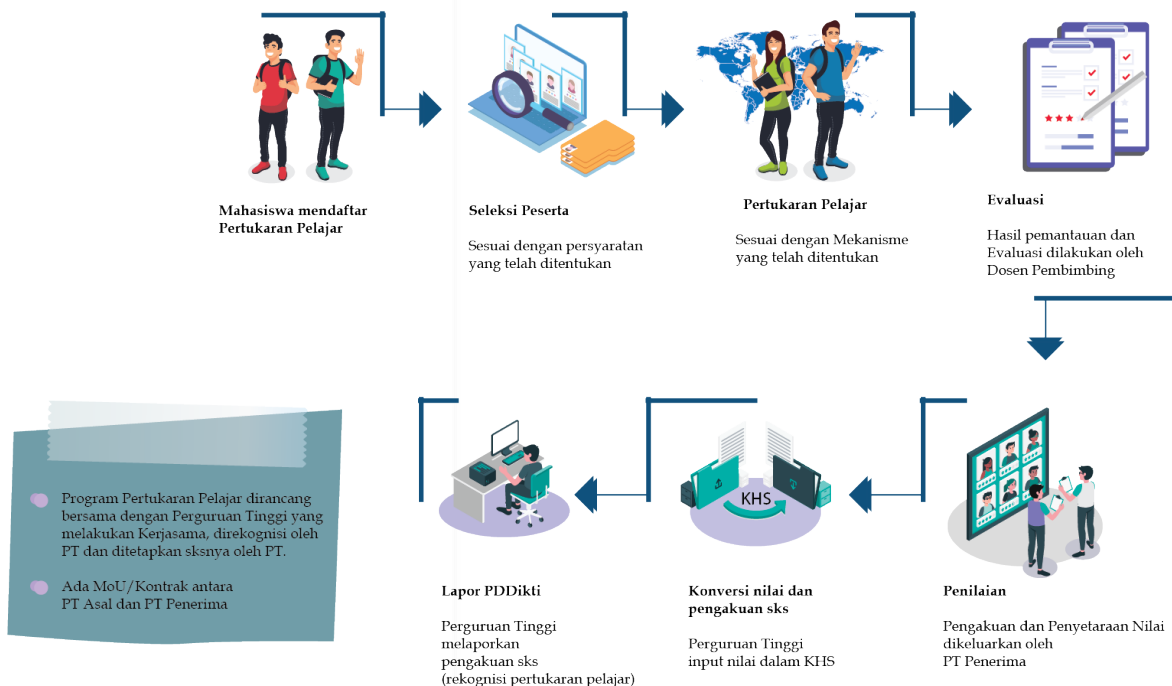 Mahasiswa mendaftar
Pertukaran Pelajar
Seleksi Peserta
Sesuai dengan persyaratan
yang telah ditentukan
Pertukaran Pelajar
Sesuai dengan Mekanisme
yang telah ditentukan
Evaluasi
Hasil pemantauan dan
Evaluasi dilakukan oleh
Dosen Pembimbing
Penilaian
Pengakuan dan Penyetaraan Nilai
dikeluarkan oleh
PT Penerima
KHS
Konversi nilai dan
pengakuan sks
Perguruan Tinggi
input nilai dalam KHS
Lapor PDDikti
Perguruan Tinggi
melaporkan
pengakuan sks
(rekognisi pertukaran pelajar)
Program Pertukaran Pelajar dirancang
bersama dengan Perguruan Tinggi yang
melakukan Kerjasama, direkognisi oleh
PT dan ditetapkan sksnya oleh PT.
Ada MoU/Kontrak antara
PT Asal dan PT Penerima